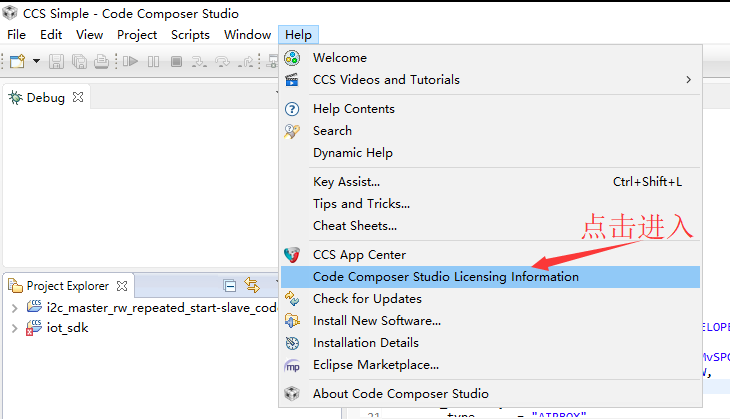 CCS Simple - Code Composer Studio
File Edit View Project Scripts Window Help
Debug
Welcome
CCS Videos and Tutorials
Help Contents
Search
Dynamic Help
Key Assist... Ctrl+Shift+L
Tips and Tricks...
Cheat Sheets...
点击进入
CCS App Center
Code Composer Studio Licensing Information
Check for Updates
Install New Software...
Installation Details
Eclipse Marketplace...
About Code Composer Studio
Project Explorer
i2c_master_rw_repeated_start-slave_code
iot_sdk
ELOPE
MvSPO
W,
21 type = "AIRBOX"